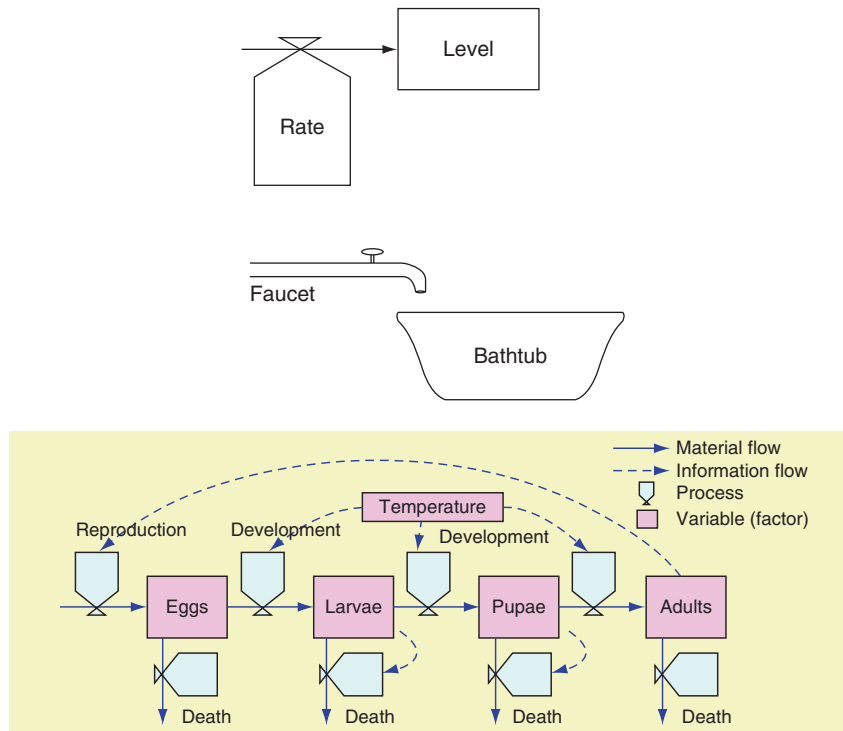 Level
Rate
Faucet
Bathtub
Material flow
Information flow
Process
Variable (factor)
Temperature
Reproduction
Development
Development
Eggs
Larvae
Pupae
Adults
Death
Death
Death
Death